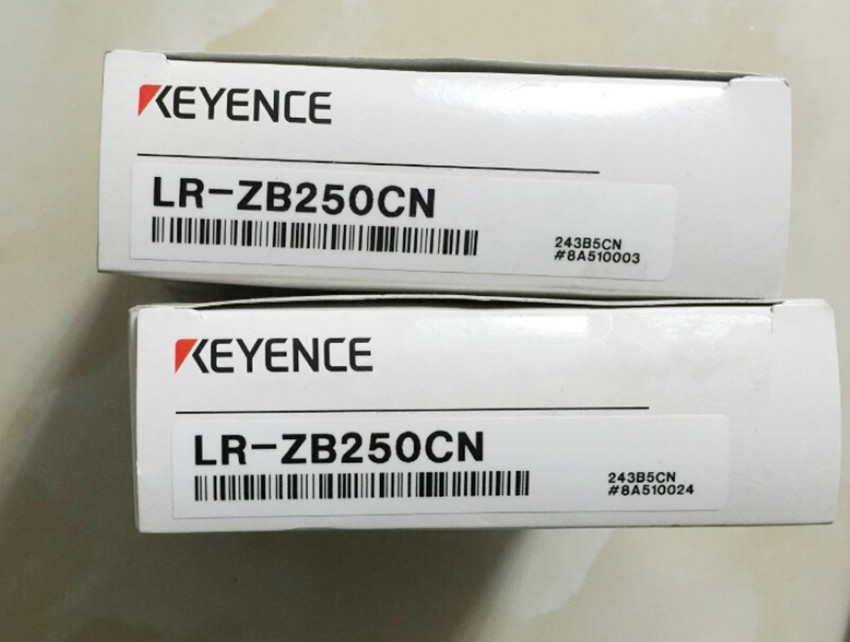 KEYENCE
LR-ZB250CN
243B5CN
#8A510003
KEYENCE
LR-ZB250CN
243B5CN
#8A510024